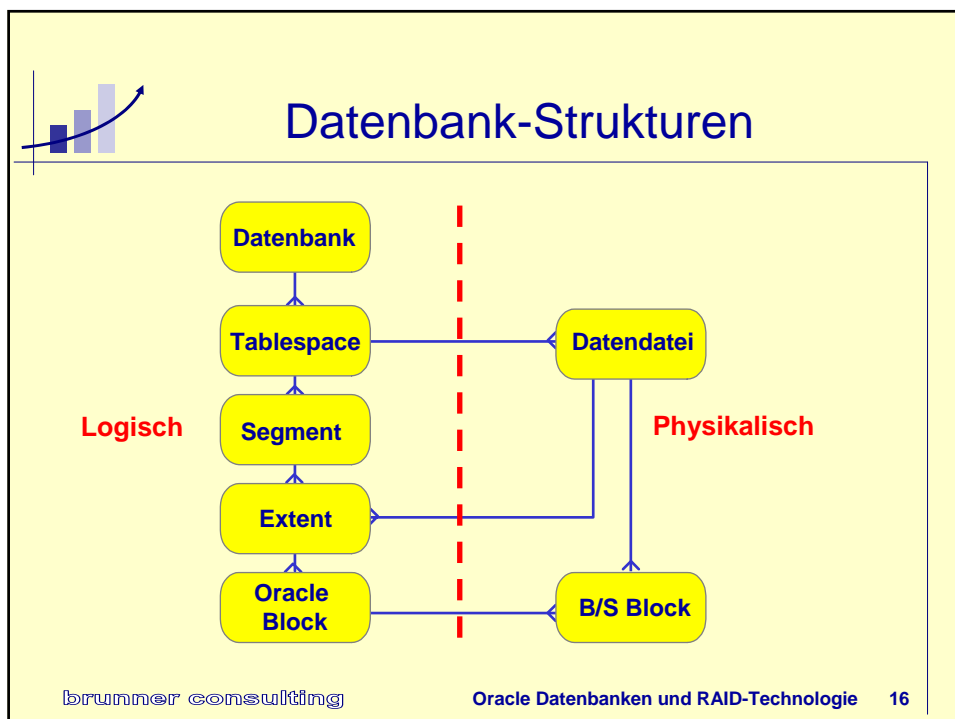 Datenbank-Strukturen
Datenbank
Tablespace
Datendatei
Logisch
Segment
Physikalisch
Extent
Oracle
Block
B/S Block
brunner consulting
Oracle Datenbanken und RAID-Technologie 16